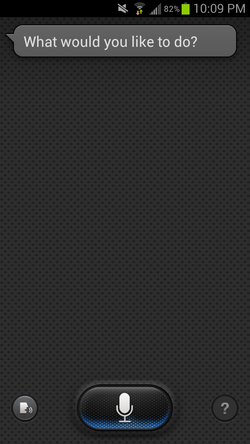 82% 10:09 PM
What would you like to do?
?